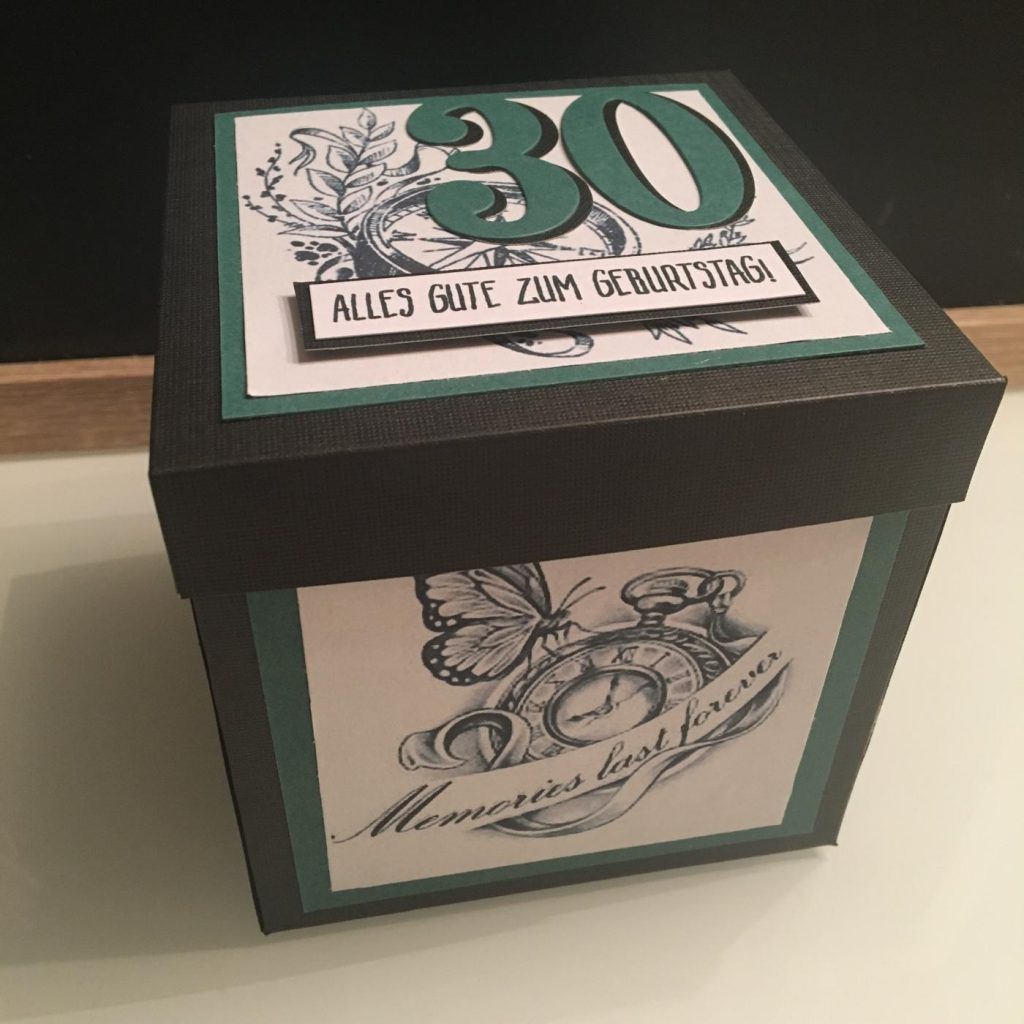 30
ALLES GUTE ZUM GEBURTSTAG!
Memories last forever